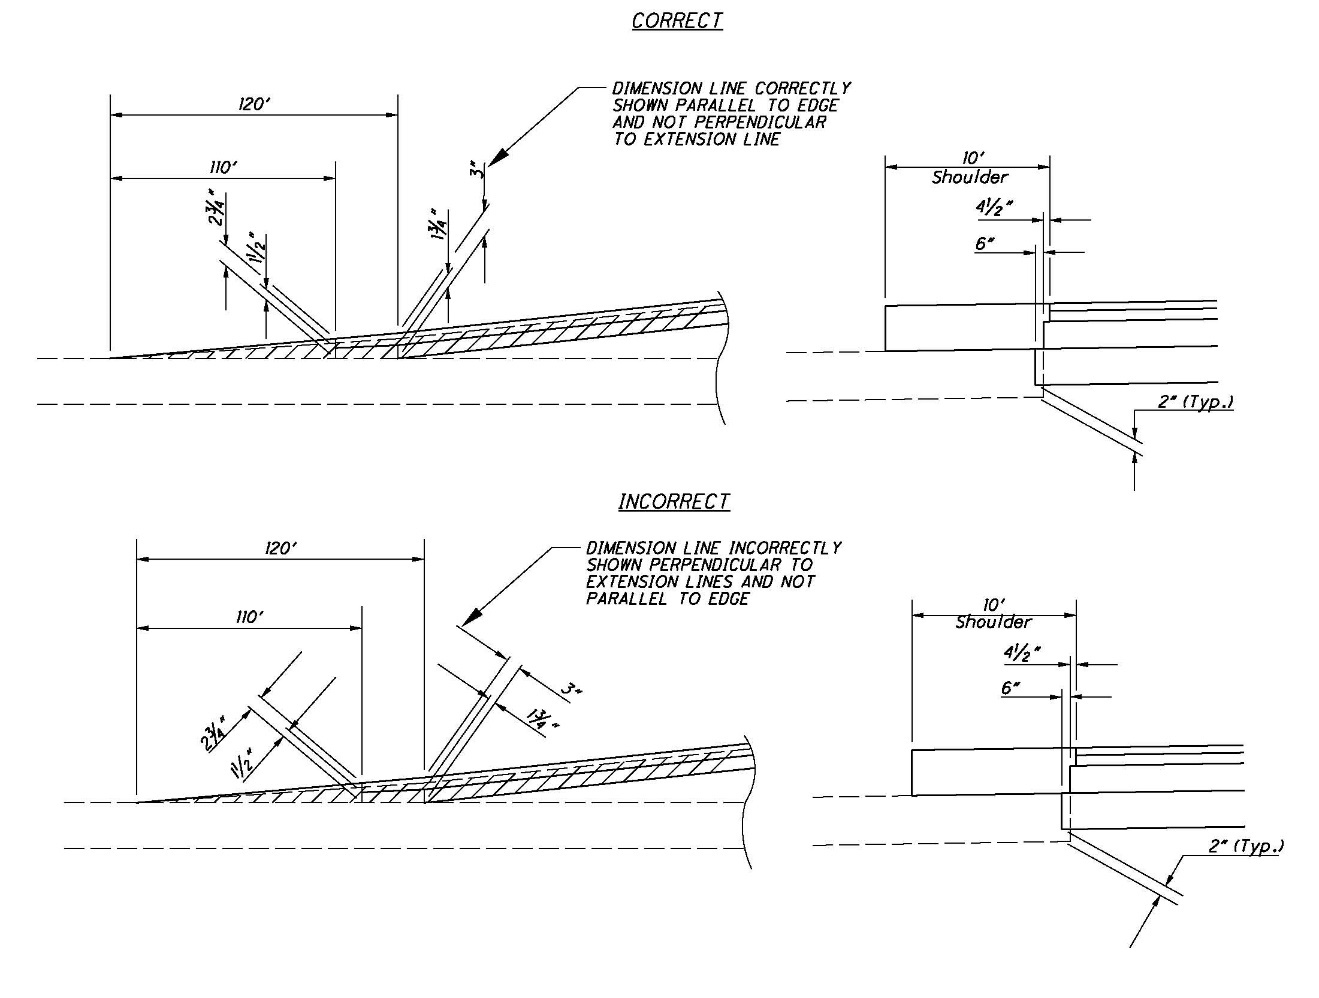 CORRECT
DIMENSION LINE CORRECTLY
SHOWN PARALLEL TO EDGE
AND NOT PERPENDICULAR
TO EXTENSION LINE
120'
110'
2¾"
1½"
1¾"
3"
10'
Shoulder
4½"
6"
2" (Typ.)
INCORRECT
DIMENSION LINE INCORRECTLY
SHOWN PERPENDICULAR TO
EXTENSION LINES AND NOT
PARALLEL TO EDGE
120'
110'
2¾"
1½"
3"
1¾"
10'
Shoulder
4½"
6"
2" (Typ.)